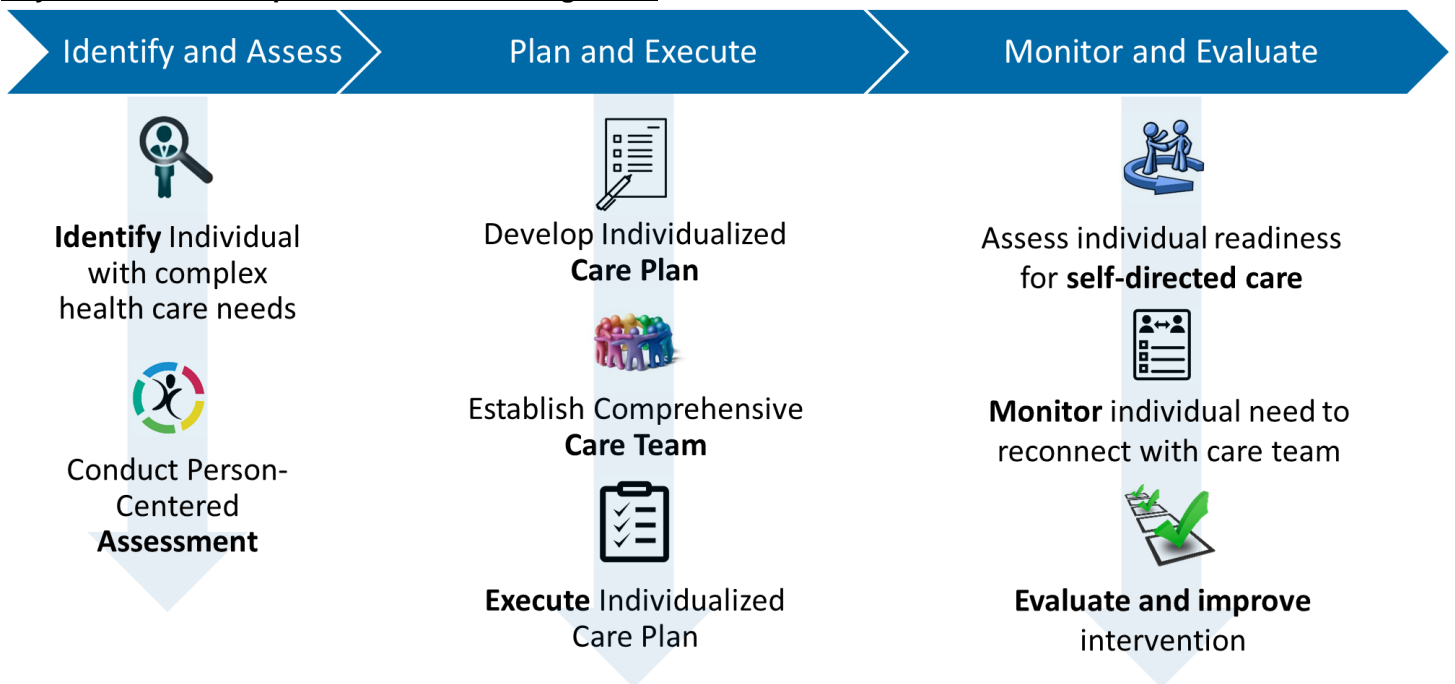 Identify and Assess
Plan and Execute
Monitor and Evaluate
Identify Individual
with complex
health care needs
Conduct Person-
Centered
Assessment
Develop Individualized
Care Plan
Establish Comprehensive
Care Team
Execute Individualized
Care Plan
Assess individual readiness
for self-directed care
Monitor individual need to
reconnect with care team
Evaluate and improve
intervention